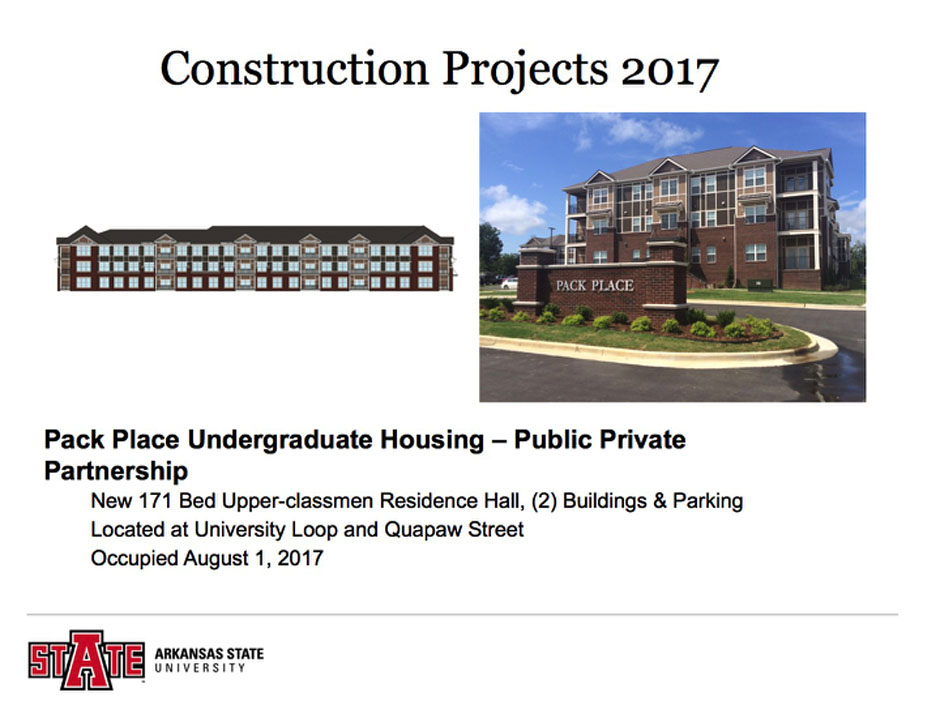 Construction Projects 2017
PACK PLACE
Pack Place Undergraduate Housing – Public Private
Partnership
New 171 Bed Upper-classmen Residence Hall, (2) Buildings & Parking
Located at University Loop and Quapaw Street
Occupied August 1, 2017
STATE
ARKANSAS STATE
UNIVERSITY